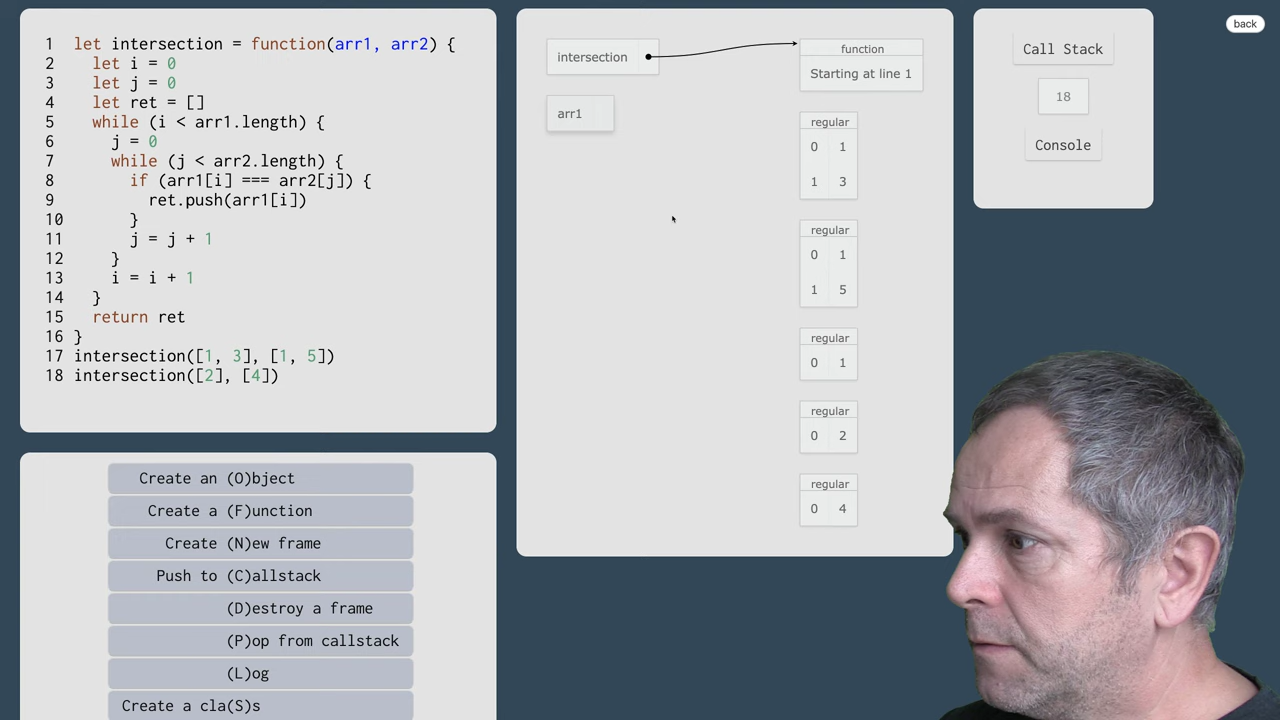 back
1 let intersection = function(arr1, arr2) {
2 let i = 0
3 let j = 0
4 let ret = []
5 while (i < arr1.length) {
6 j = 0
7 while (j < arr2.length) {
8 if (arr1[i] === arr2[j]) {
9 ret.push(arr1[i])
10 }
11 j = j + 1
12 }
13 i = i + 1
14 }
15 return ret
16 }
17 intersection([1, 3], [1, 5])
18 intersection([2], [4])
Create an (O)bject
Create a (F)unction
Create (N)ew frame
Push to (C)allstack
(D)estroy a frame
(P)op from callstack
(L)og
Create a cla(S)s
intersection
arr1
function
Starting at line 1
regular
0 1
1 3
regular
0 1
1 5
regular
0 1
regular
0 2
regular
0 4
Call Stack
18
Console